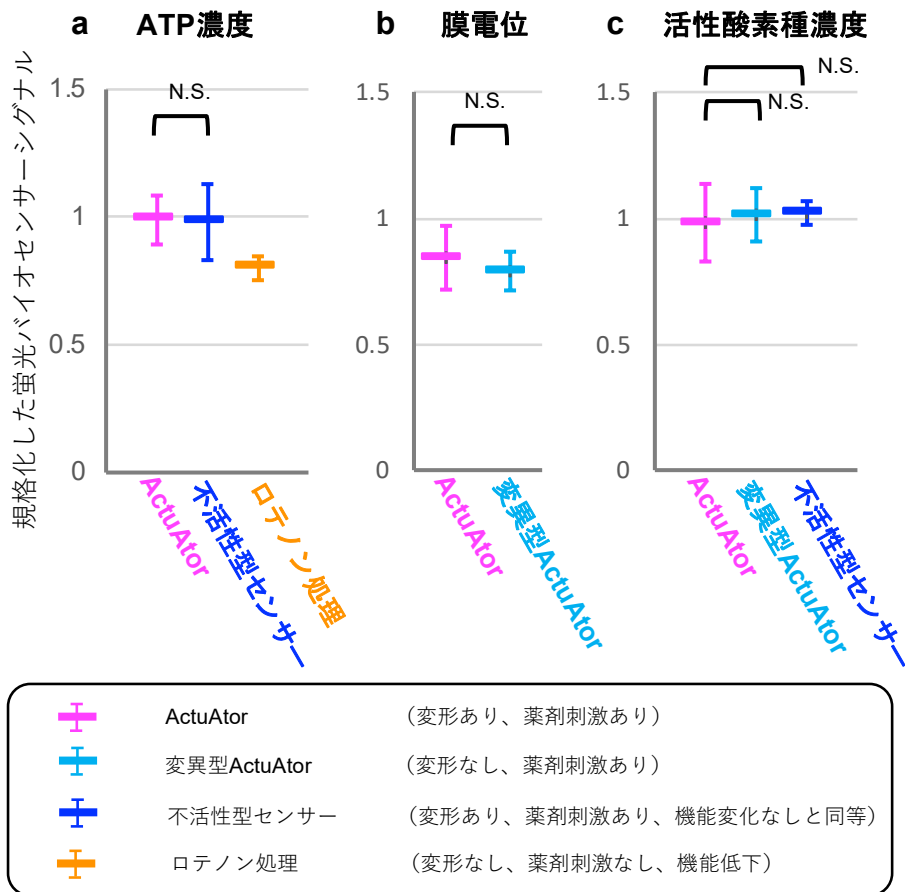 a ATP濃度
b 膜電位
c 活性酸素種濃度
規格化した蛍光バイオセンサーシグナル
1.5
1
0.5
0
N.S.
ActuAtor
不活性型センサー
ロテノン処理
1.5
1
0.5
0
N.S.
ActuAtor
変異型ActuAtor
1.5
1
0.5
0
N.S.
N.S.
ActuAtor
変異型ActuAtor
不活性型センサー
ActuAtor (変形あり、薬剤刺激あり)
変異型ActuAtor (変形なし、薬剤刺激あり)
不活性型センサー (変形あり、薬剤刺激あり、機能変化なしと同等)
ロテノン処理 (変形なし、薬剤刺激なし、機能低下)